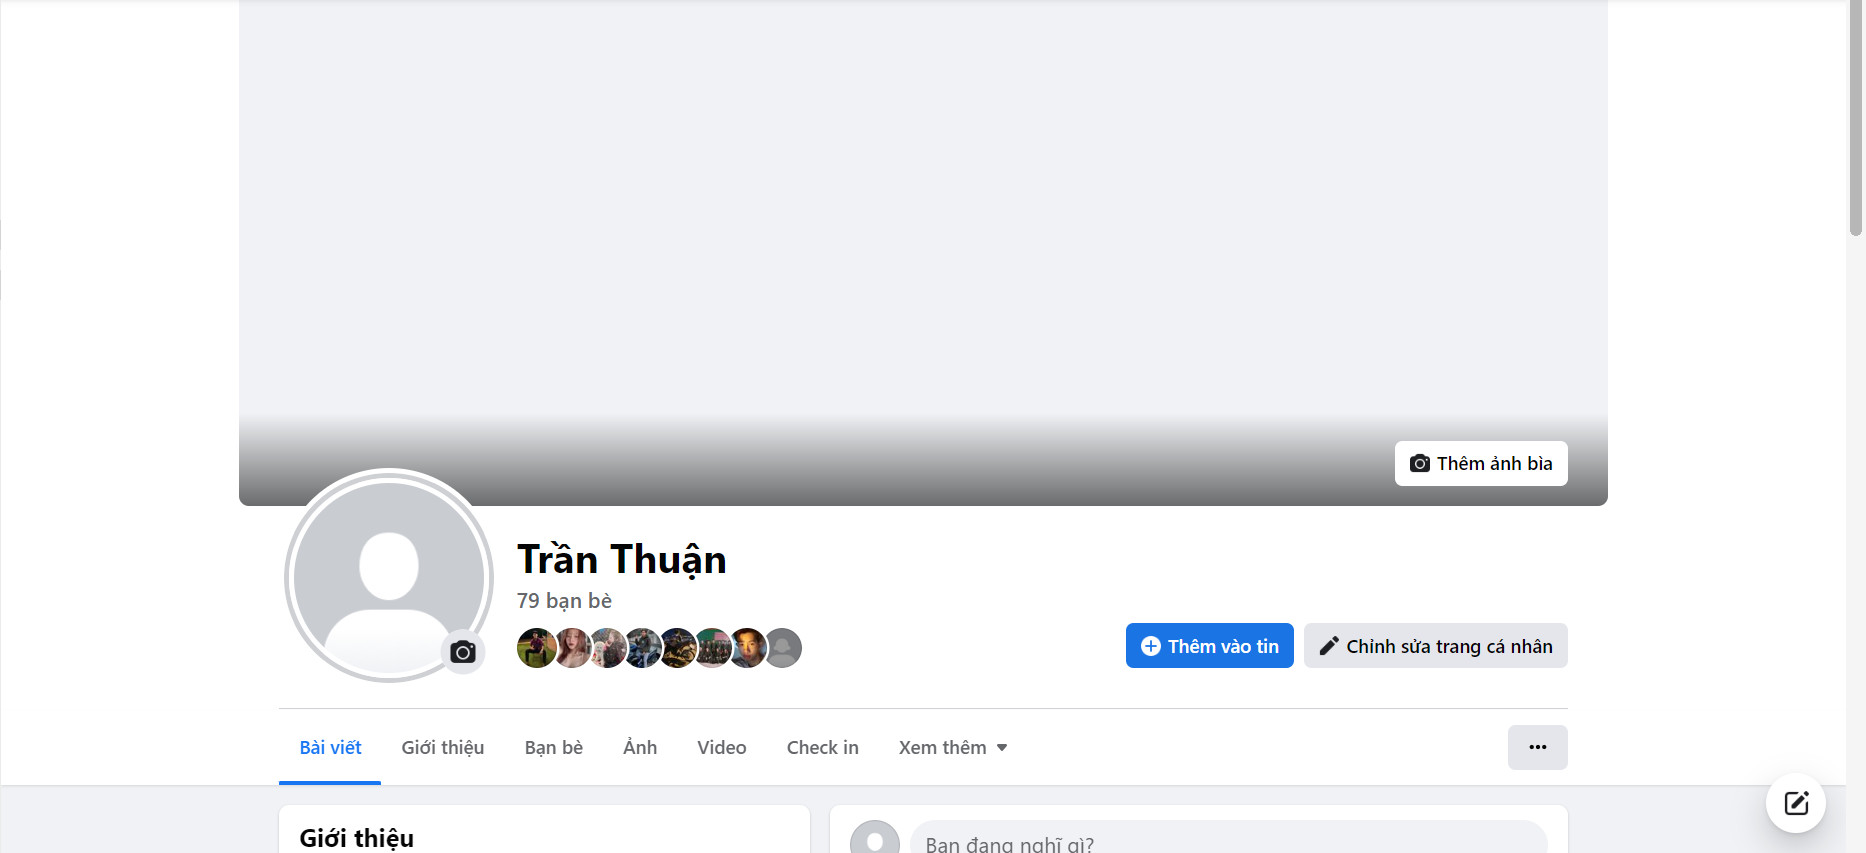 Thêm ảnh bìa
Trần Thuận
79 bạn bè
Thêm vào tin
Chỉnh sửa trang cá nhân
Bài viết
Giới thiệu
Bạn bè
Ảnh
Video
Check in
Xem thêm
Giới thiệu
Bạn đang nghĩ gì?